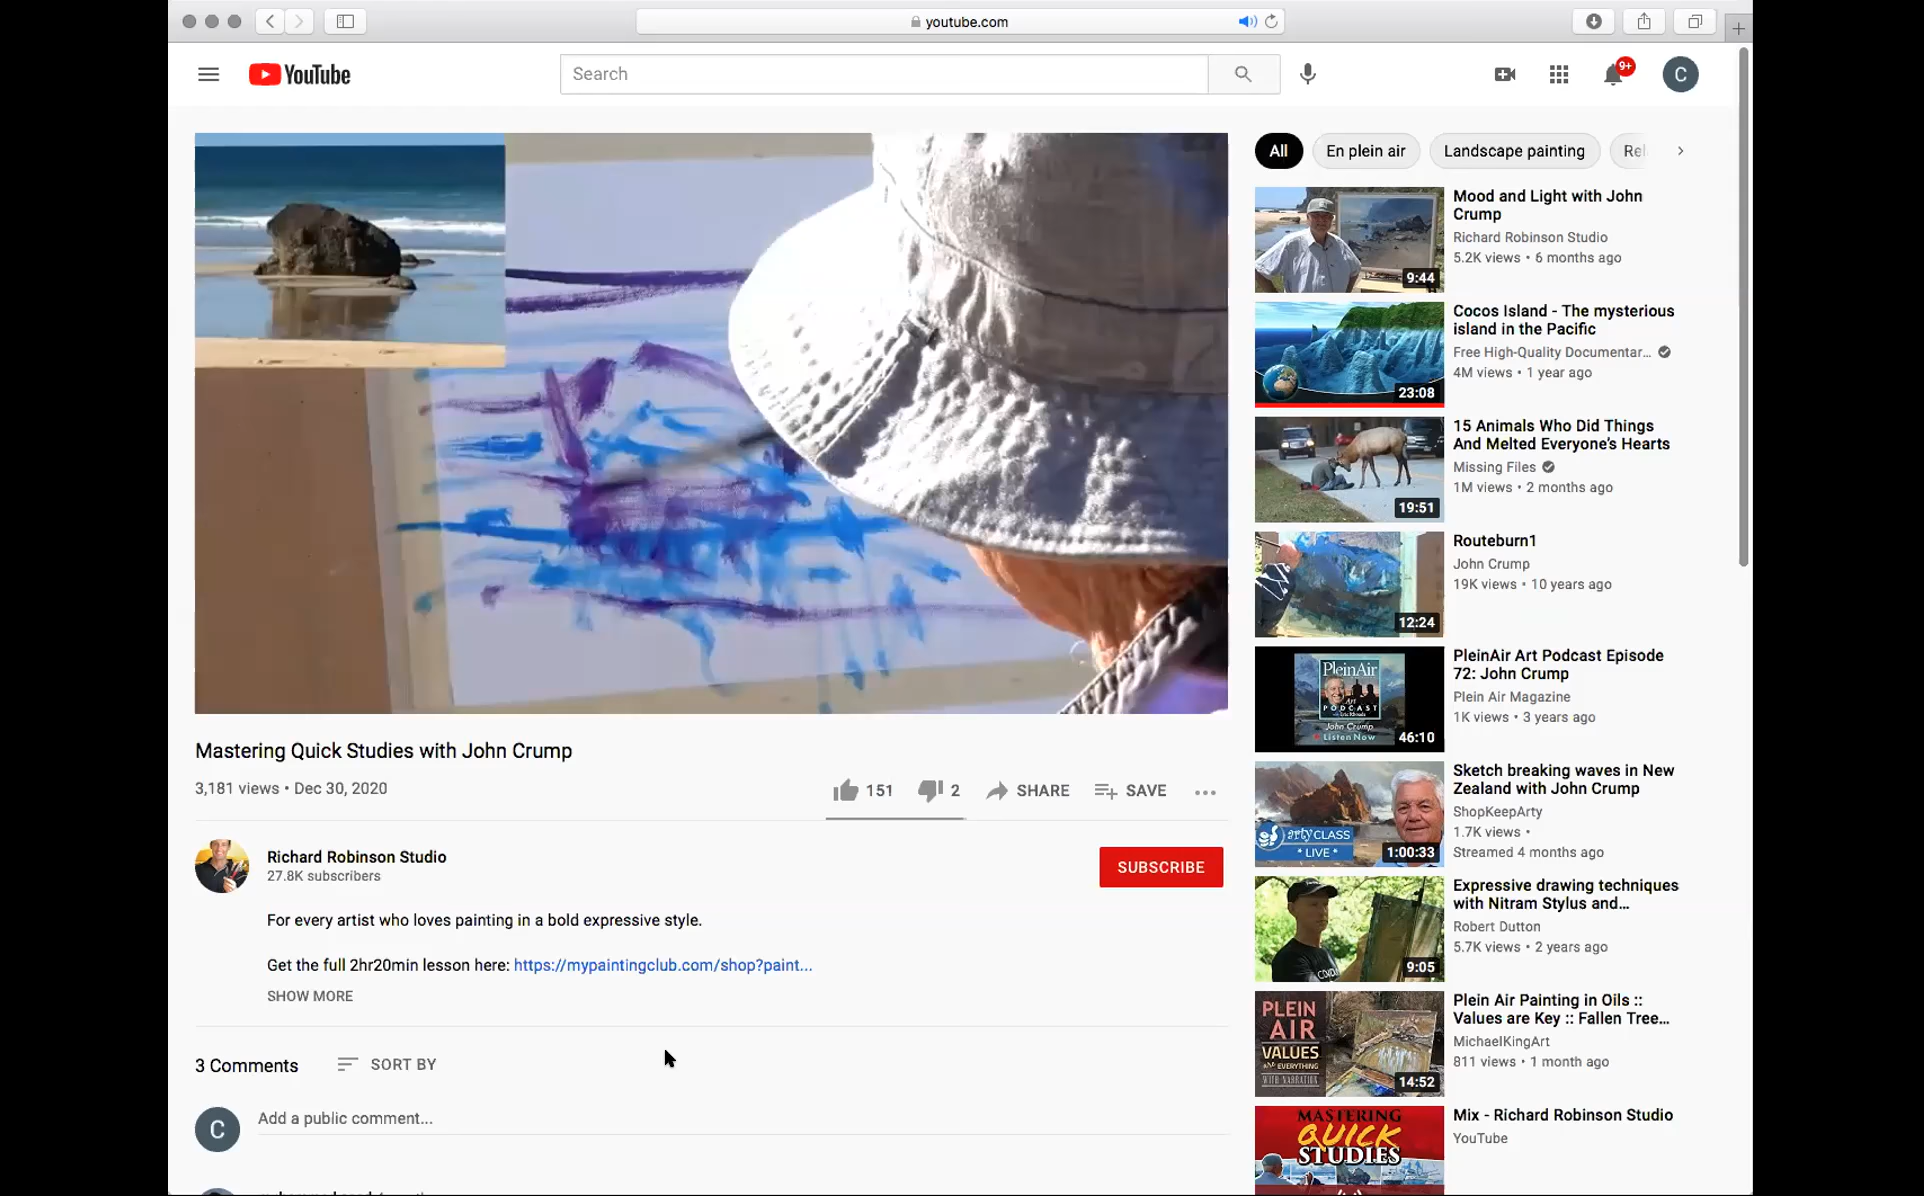 youtube.com
YouTube
Search
9+
C
All
En plein air
Landscape painting
Mood and Light with John
Crump
Richard Robinson Studio
5.2K views • 6 months ago
9:44
Cocos Island - The mysterious
island in the Pacific
Free High-Quality Documentar...
4M views • 1 year ago
23:08
15 Animals Who Did Things
And Melted Everyone's Hearts
Missing Files
1M views • 2 months ago
19:51
Routeburn1
John Crump
19K views • 10 years ago
12:24
PleinAir Art Podcast Episode
72: John Crump
Plein Air Magazine
1K views • 3 years ago
PleinAir
Art
PODCAST
John Crump
Listen Now
46:10
Sketch breaking waves in New
Zealand with John Crump
ShopKeepArty
1.7K views •
Streamed 4 months ago
arty CLASS
• LIVE •
1:00:33
Expressive drawing techniques
with Nitram Stylus and...
Robert Dutton
5.7K views • 2 years ago
9:05
Plein Air Painting in Oils ::
Values are Key :: Fallen Tree...
MichaelKingArt
811 views • 1 month ago
PLEIN
AIR
VALUES
ARE EVERYTHING
WITH NARRATION
14:52
Mix - Richard Robinson Studio
YouTube
MASTERING
QUICK
STUDIES
Mastering Quick Studies with John Crump
3,181 views • Dec 30, 2020
151
2
SHARE
SAVE
Richard Robinson Studio
27.8K subscribers
SUBSCRIBE
For every artist who loves painting in a bold expressive style.
Get the full 2hr20min lesson here: https://mypaintingclub.com/shop?paint...
SHOW MORE
3 Comments
SORT BY
C
Add a public comment...